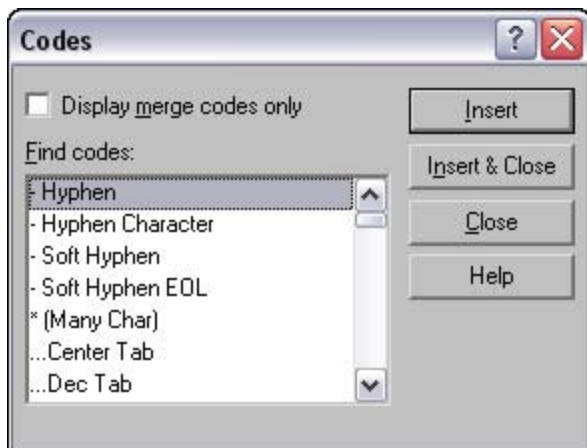 Codes
Display merge codes only
Find codes:
- Hyphen
- Hyphen Character
- Soft Hyphen
- Soft Hyphen EOL
* (Many Char)
...Center Tab
...Dec Tab
Insert
Insert & Close
Close
Help